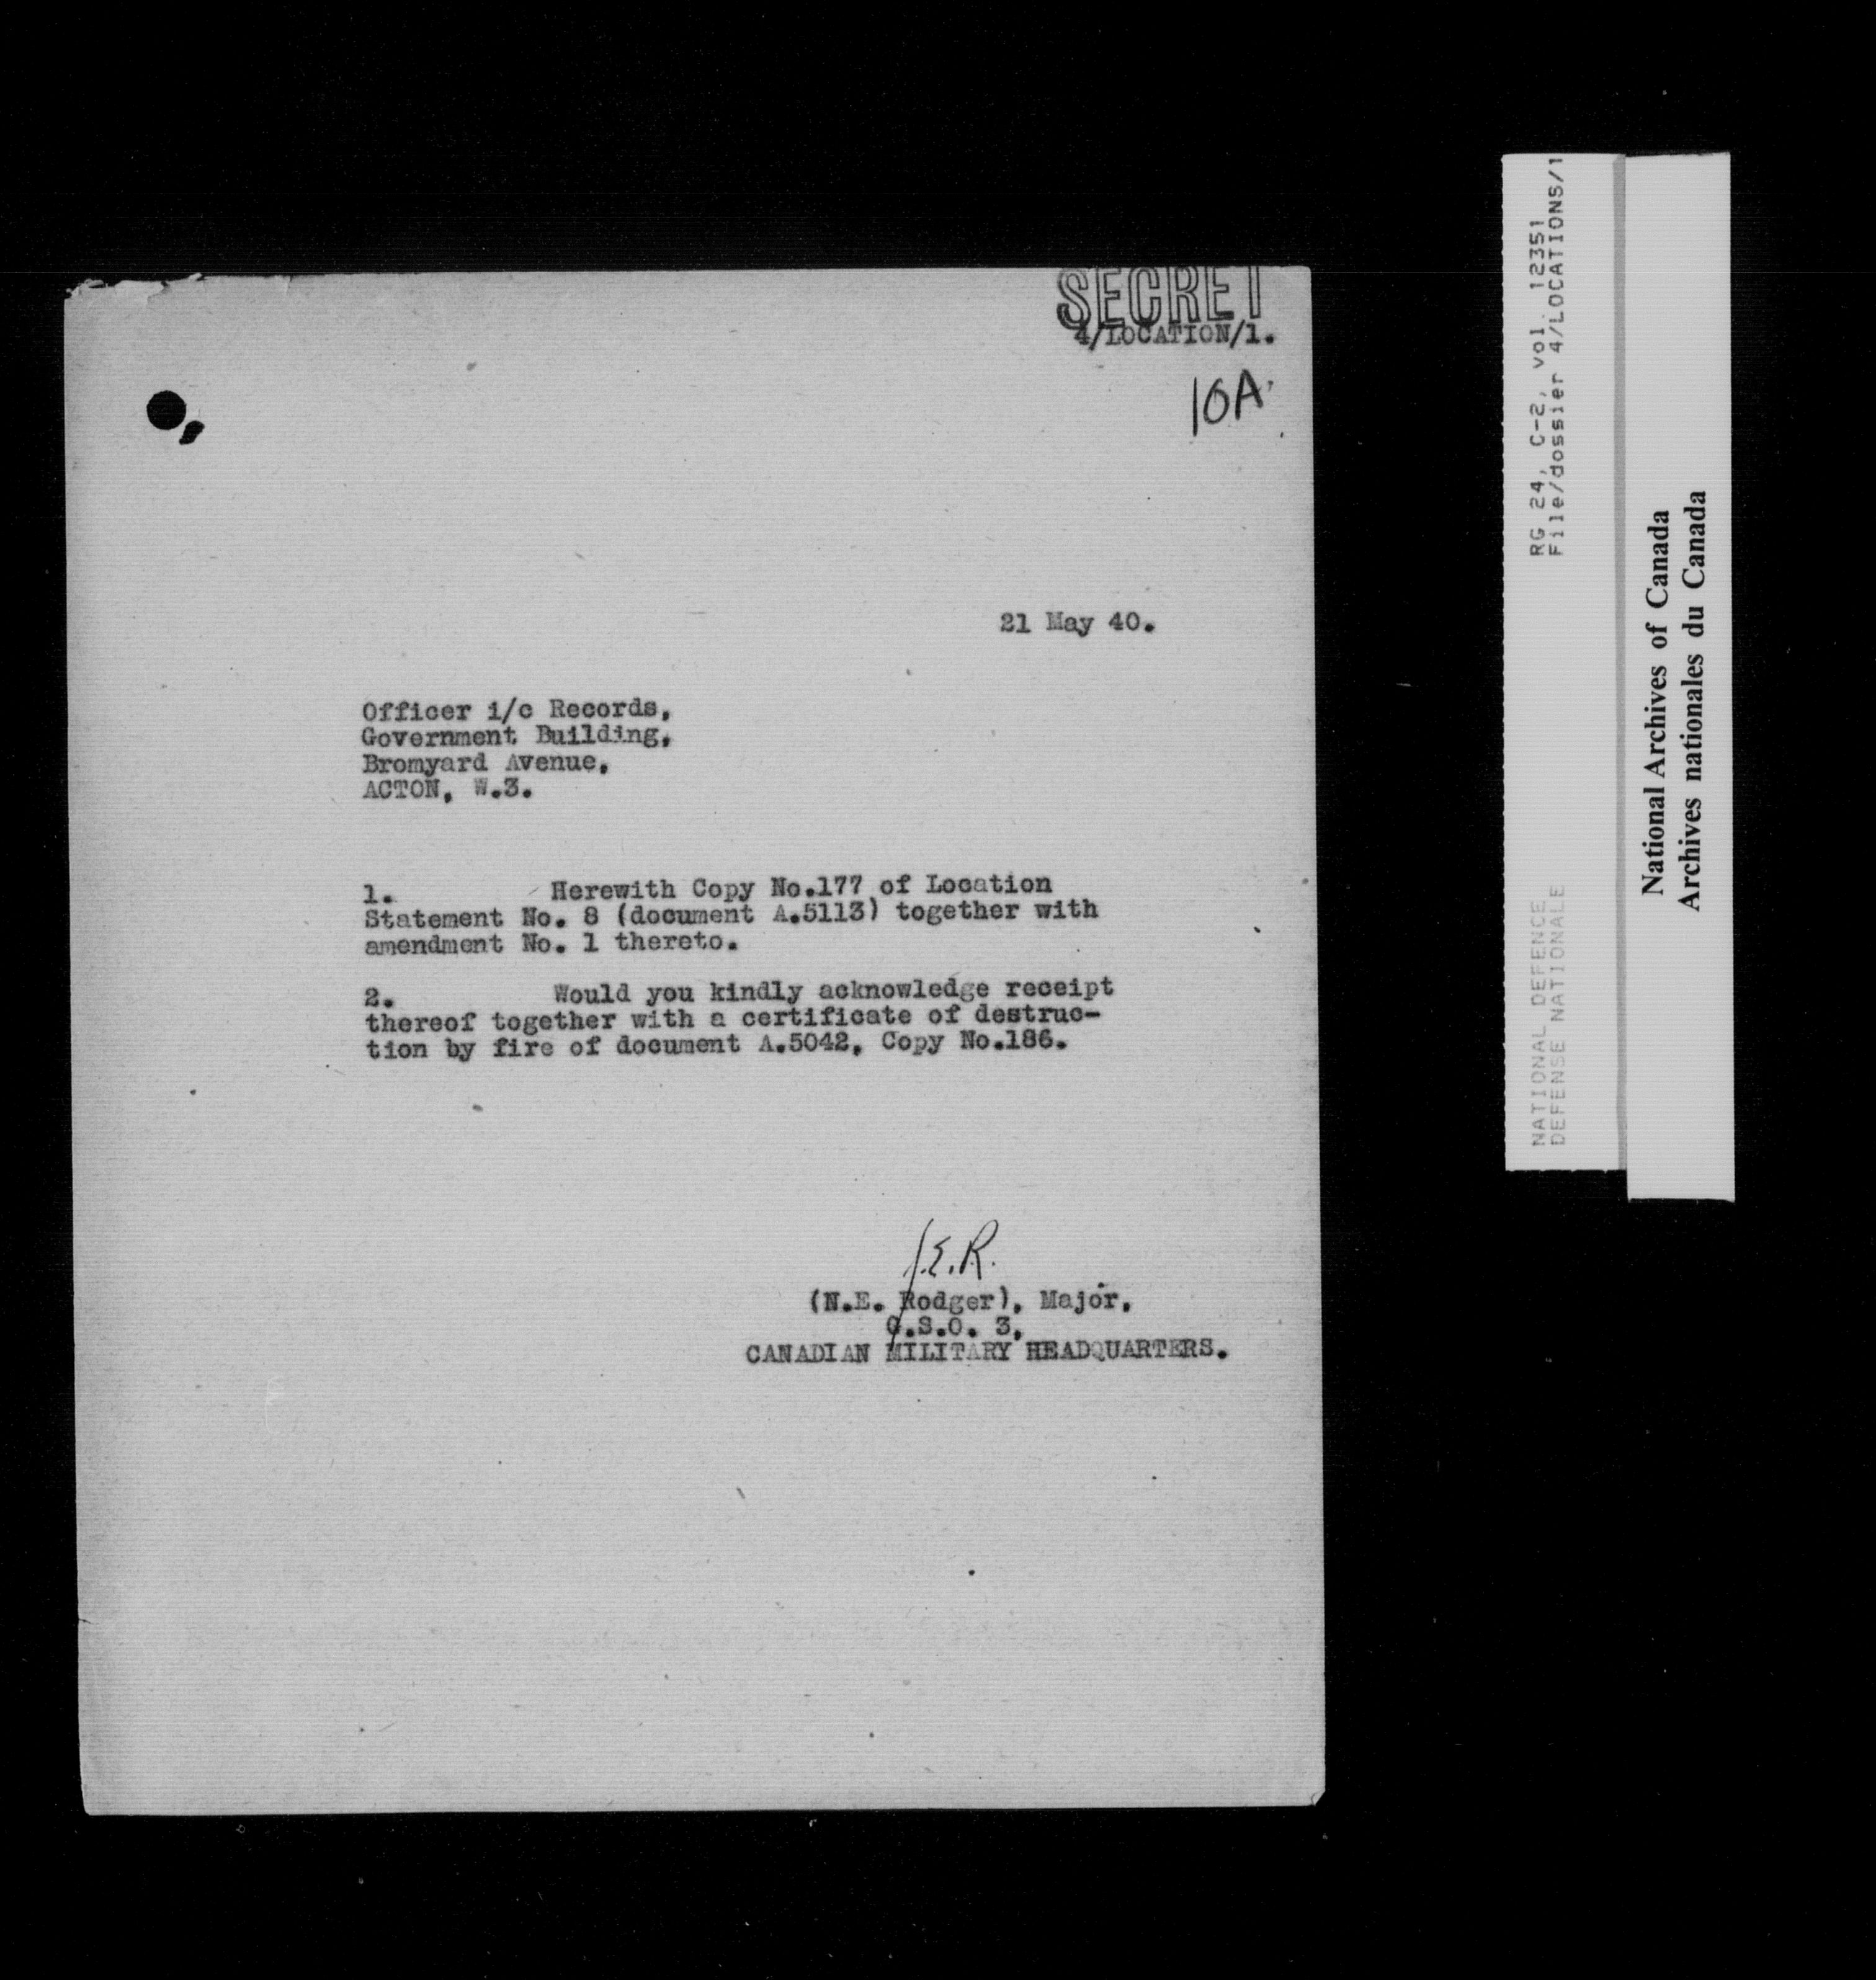 SECRET
4/LOCATION/1.
10A
21 May 40.
Officer i/c Records,
Government Building,
Bromyard Avenue,
ACTON, W.3.
1. Herewith Copy No.177 of Location
Statement No. 8 (document A.5113) together with
amendment No. 1 thereto.
2. Would you kindly acknowledge receipt
thereof together with a certificate of destruc-
tion by fire of document A.5042, Copy No.186.
N.E.R.
(N.E. Rodger), Major,
G.S.O. 3,
CANADIAN MILITARY HEADQUARTERS.
NATIONAL DEFENCE RG 24, C-2, vol. 12351
DEFENSE NATIONALE File/dossier 4/LOCATIONS/1
National Archives of Canada
Archives nationales du Canada